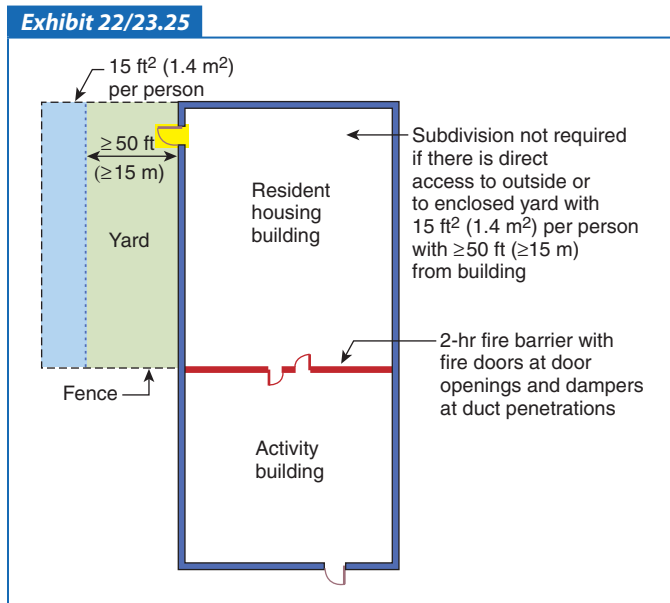 Exhibit 22/23.25
15 ft² (1.4 m²)
per person
≥ 50 ft
(≥15 m)
Yard
Fence
Resident
housing
building
Subdivision not required
if there is direct
access to outside or
to enclosed yard with
15 ft² (1.4 m²) per person
with ≥50 ft (≥15 m)
from building
2-hr fire barrier with
fire doors at door
openings and dampers
at duct penetrations
Activity
building